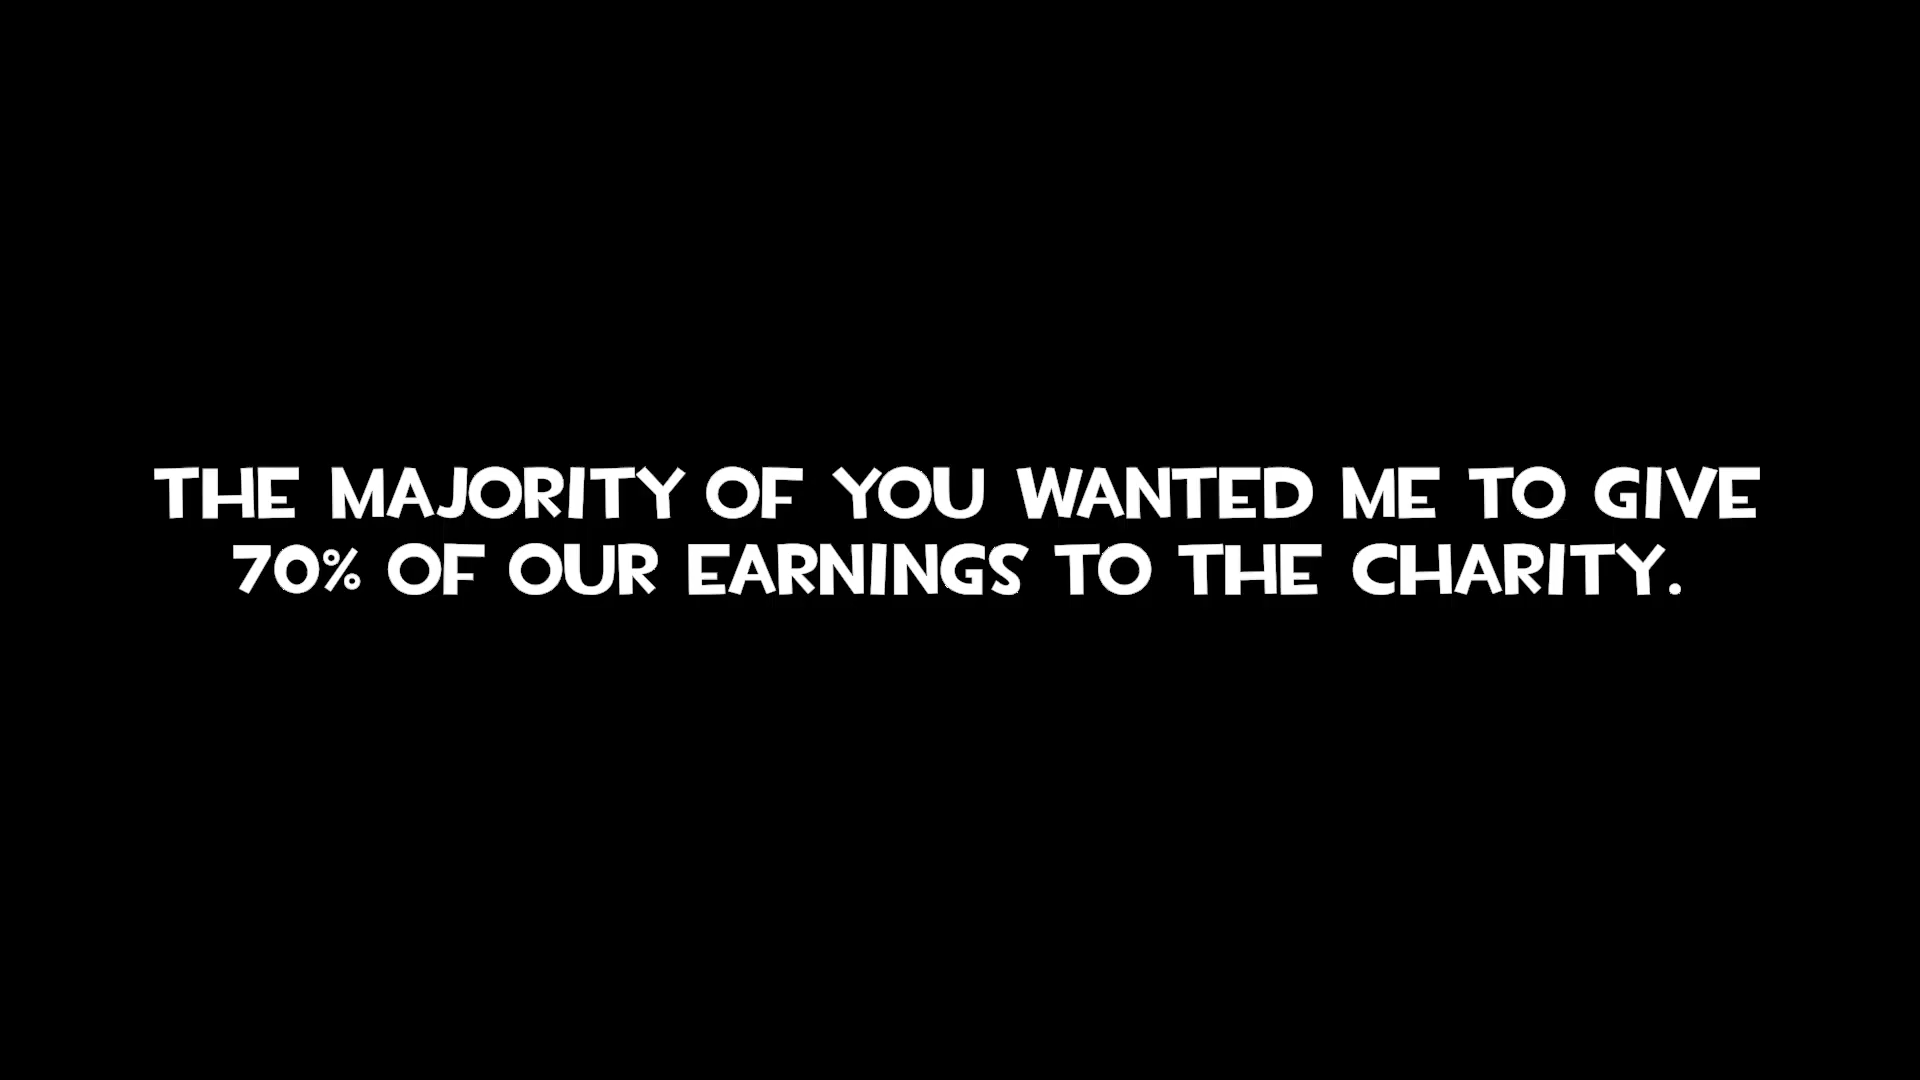 THE MAJORITY OF YOU WANTED ME TO GIVE
70% OF OUR EARNINGS TO THE CHARITY.